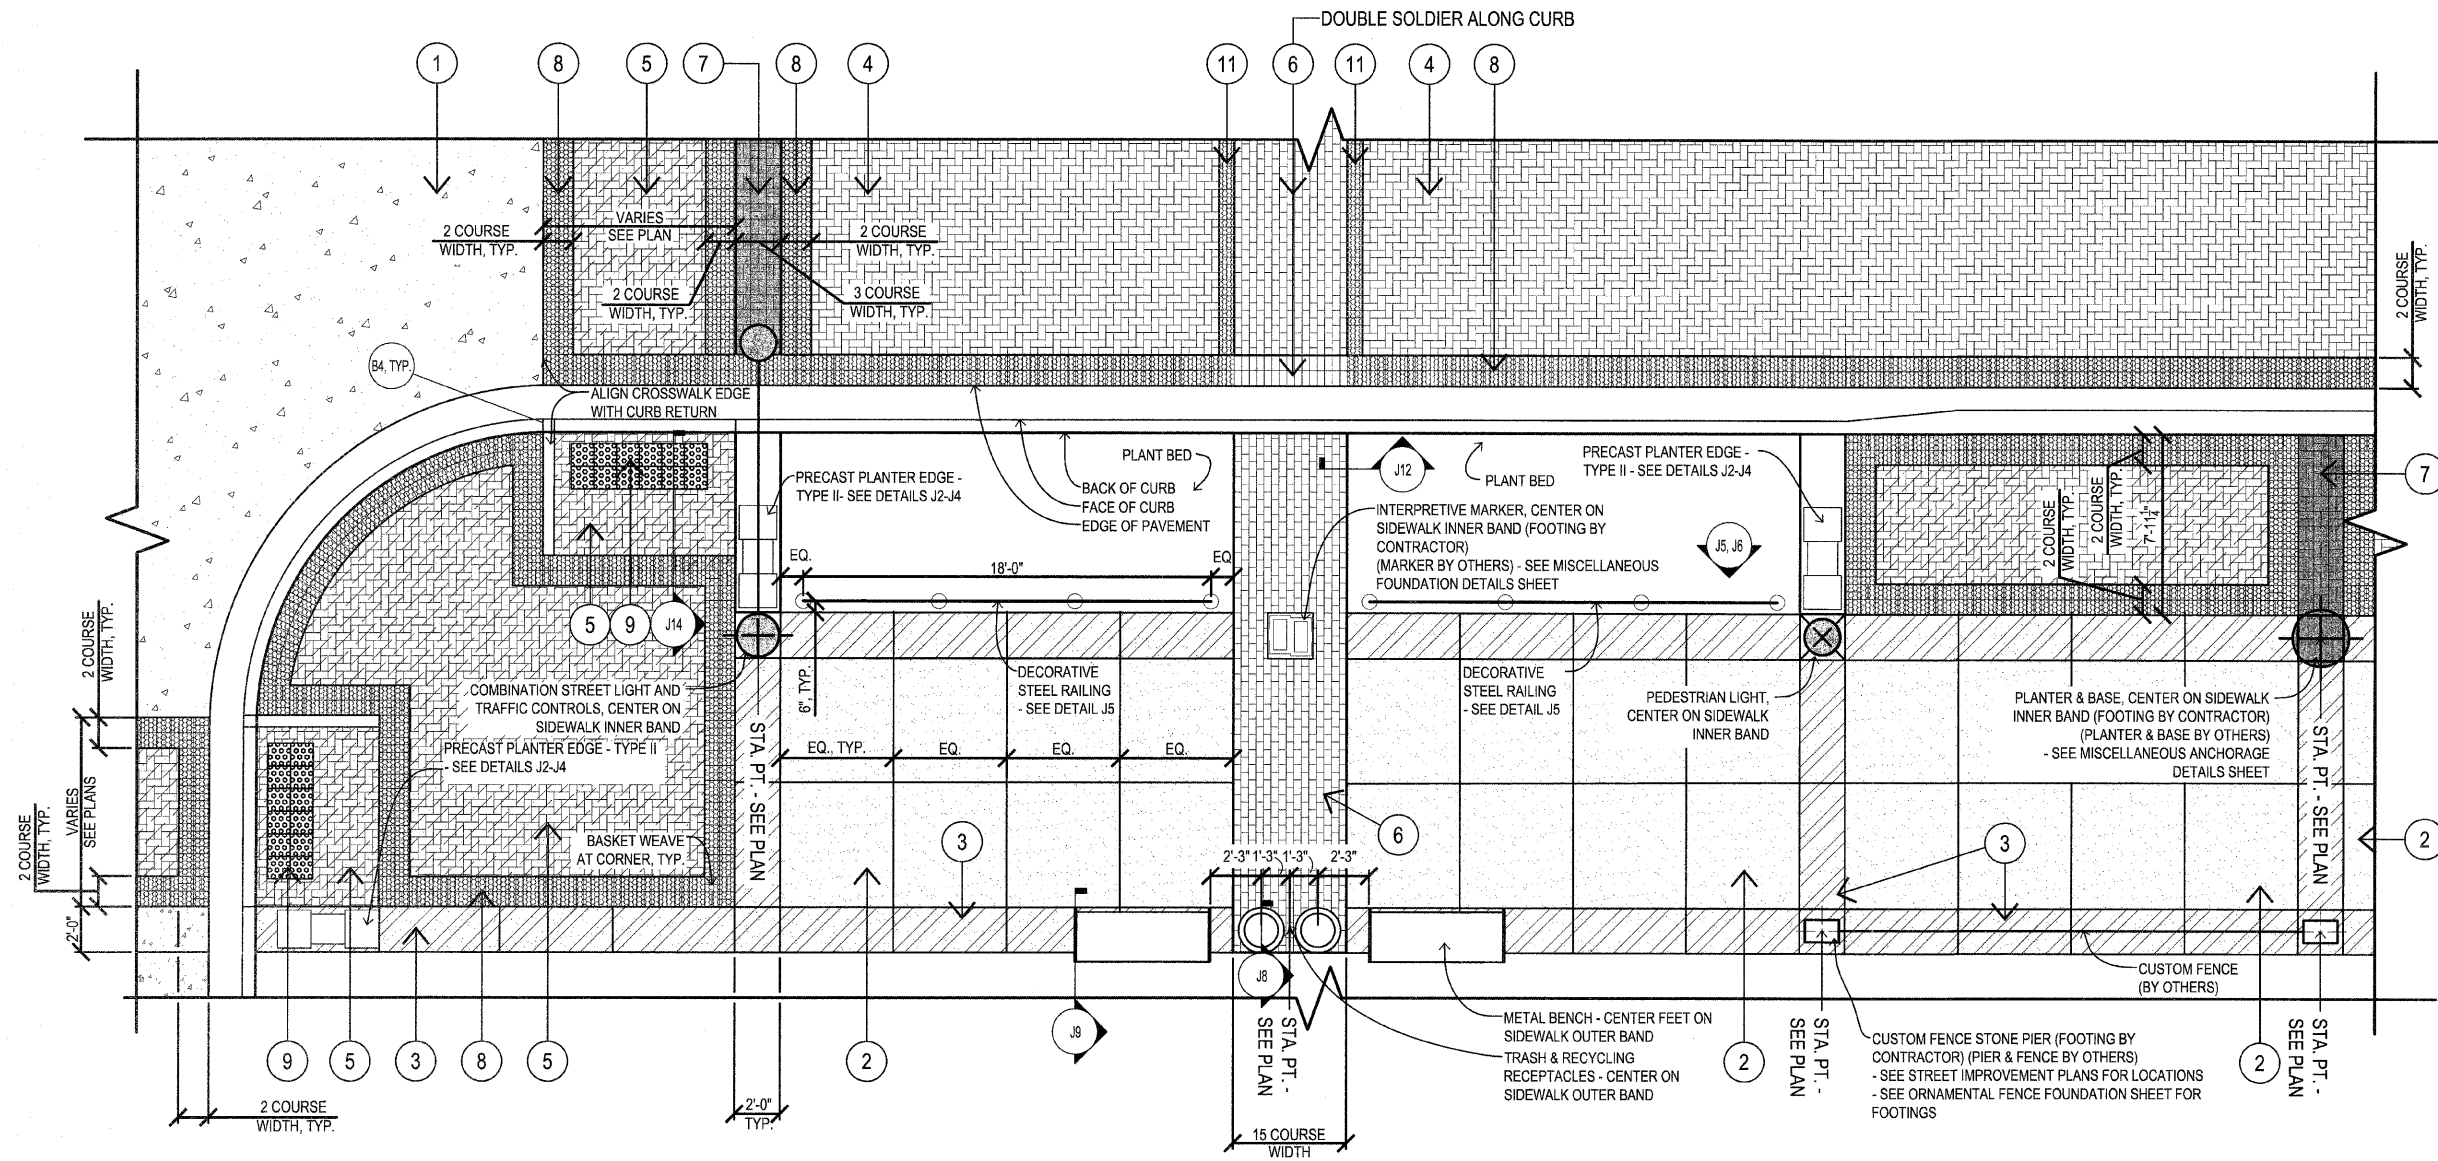 DOUBLE SOLDIER ALONG CURB
1
8
5
7
8
4
11
6
11
4
8
2 COURSE
WIDTH, TYP.
VARIES
SEE PLAN
2 COURSE
WIDTH, TYP.
2 COURSE
WIDTH, TYP.
3 COURSE
WIDTH, TYP.
2 COURSE
WIDTH, TYP.
B4, TYP.
ALIGN CROSSWALK EDGE
WITH CURB RETURN
PRECAST PLANTER EDGE -
TYPE II- SEE DETAILS J2-J4
PLANT BED
BACK OF CURB
FACE OF CURB
EDGE OF PAVEMENT
J12
PLANT BED
PRECAST PLANTER EDGE -
TYPE II - SEE DETAILS J2-J4
INTERPRETIVE MARKER, CENTER ON
SIDEWALK INNER BAND (FOOTING BY
CONTRACTOR)
(MARKER BY OTHERS) - SEE MISCELLANEOUS
FOUNDATION DETAILS SHEET
J5, J6
2 COURSE
WIDTH, TYP.
2 COURSE
WIDTH, TYP.
7'-11 1/4"
7
EQ.
18'-0"
EQ
5
9
J14
2 COURSE
WIDTH, TYP.
COMBINATION STREET LIGHT AND
TRAFFIC CONTROLS, CENTER ON
SIDEWALK INNER BAND
PRECAST PLANTER EDGE - TYPE II
- SEE DETAILS J2-J4
6", TYP.
DECORATIVE
STEEL RAILING
- SEE DETAIL J5
DECORATIVE
STEEL RAILING
- SEE DETAIL J5
PEDESTRIAN LIGHT,
CENTER ON SIDEWALK
INNER BAND
PLANTER & BASE, CENTER ON SIDEWALK
INNER BAND (FOOTING BY CONTRACTOR)
(PLANTER & BASE BY OTHERS)
- SEE MISCELLANEOUS ANCHORAGE
DETAILS SHEET
STA. PT. - SEE PLAN
EQ., TYP.
EQ.
EQ.
EQ.
STA. PT. - SEE PLAN
VARIES
SEE PLANS
2 COURSE
WIDTH, TYP.
BASKET WEAVE
AT CORNER, TYP.
3
6
3
2
2'-3"
1'-3"
1'-3"
2'-3"
2'-0"
J8
J9
CUSTOM FENCE
(BY OTHERS)
9
5
3
8
5
2
STA. PT. -
SEE PLAN
METAL BENCH - CENTER FEET ON
SIDEWALK OUTER BAND
TRASH & RECYCLING
RECEPTACLES - CENTER ON
SIDEWALK OUTER BAND
2
STA. PT. -
SEE PLAN
CUSTOM FENCE STONE PIER (FOOTING BY
CONTRACTOR) (PIER & FENCE BY OTHERS)
- SEE STREET IMPROVEMENT PLANS FOR LOCATIONS
- SEE ORNAMENTAL FENCE FOUNDATION SHEET FOR
FOOTINGS
2
STA. PT. -
SEE PLAN
2 COURSE
WIDTH, TYP.
2'-0"
TYP.
15 COURSE
WIDTH